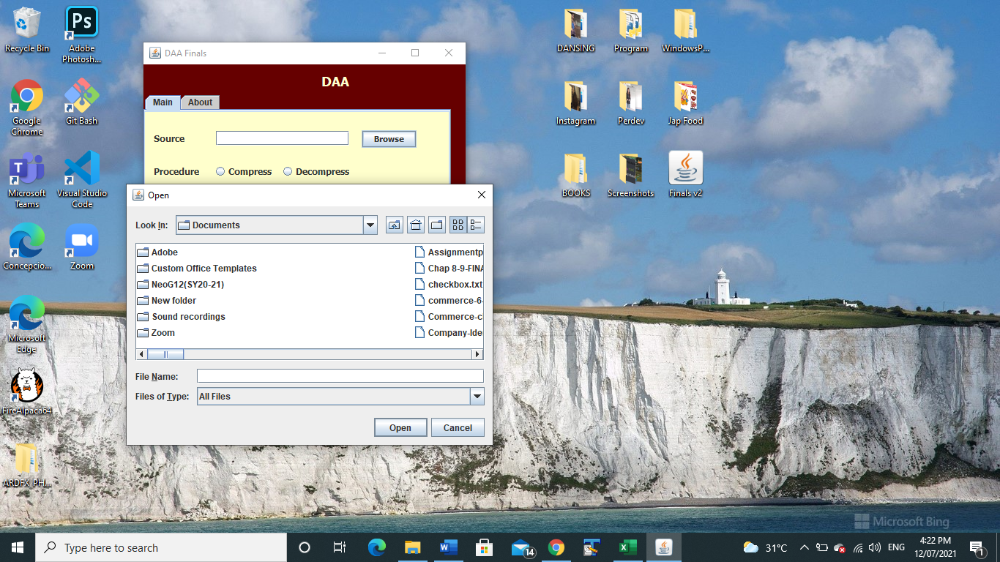 Recycle Bin
Ps
Adobe
Photosh...
Google
Chrome
Git Bash
Microsoft
Teams
Visual Studio
Code
Concepcio...
Zoom
Microsoft
Edge
FireAlpaca64
ARDFX_PH...
DANSING
Program
WindowsP...
Instagram
Perdev
Jap Food
BOOKS
Screenshots
Finals v2
DAA Finals
DAA
Main
About
Source
Browse
Procedure
Compress
Decompress
Open
Look In:
Documents
Adobe
Custom Office Templates
NeoG12(SY20-21)
New folder
Sound recordings
Zoom
Assignmentp
Chap 8-9-FINA
checkbox.txt
commerce-6-
Commerce-c
Company-Ide
File Name:
Files of Type:
All Files
Open
Cancel
Microsoft Bing
Type here to search
14
31°C
ENG
4:22 PM
12/07/2021
1